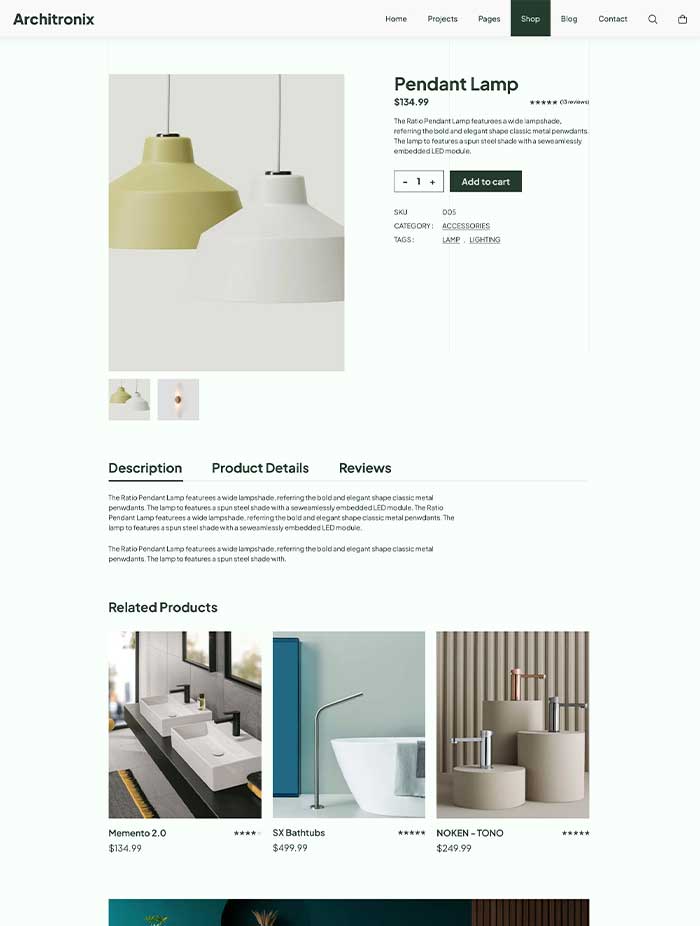 Architronix
Home Projects Pages Shop Blog Contact
Pendant Lamp
$134.99 ★★★★★ (13 reviews)
The Ratio Pendant Lamp featurees a wide lampshade,
referring the bold and elegant shape classic metal penwdants.
The lamp to features a spun steel shade with a seweamlessly
embedded LED module.
- 1 + Add to cart
SKU 005
CATEGORY : ACCESSORIES
TAGS : LAMP , LIGHTING
Description Product Details Reviews
The Ratio Pendant Lamp featurees a wide lampshade, referring the bold and elegant shape classic metal
penwdants. The lamp to features a spun steel shade with a seweamlessly embedded LED module. The Ratio
Pendant Lamp featurees a wide lampshade, referring the bold and elegant shape classic metal penwdants. The
lamp to features a spun steel shade with a seweamlessly embedded LED module.
The Ratio Pendant Lamp featurees a wide lampshade, referring the bold and elegant shape classic metal
penwdants. The lamp to features a spun steel shade with.
Related Products
Memento 2.0 ★★★★ SX Bathtubs ★★★★★ NOKEN - TONO ★★★★★
$134.99 $499.99 $249.99